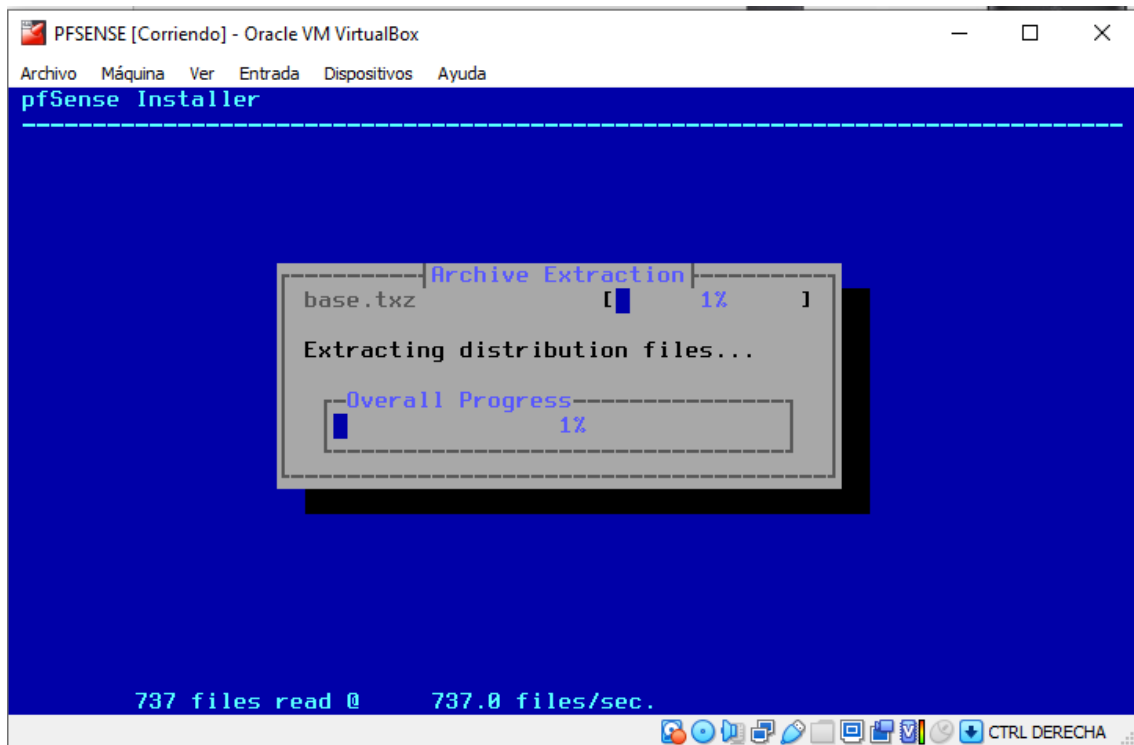 PFSENSE [Corriendo] - Oracle VM VirtualBox
Archivo Máquina Ver Entrada Dispositivos Ayuda
pfSense Installer
Archive Extraction
base.txz [ 1% ]
Extracting distribution files...
Overall Progress
1%
737 files read @ 737.0 files/sec.
CTRL DERECHA